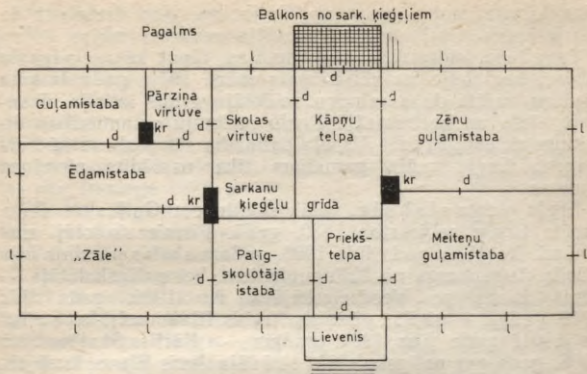 Balkons no sark. ķieģeļiem
Pagalms
l l l l l l
d
Guļamistaba
Pārziņa
virtuve
Skolas
virtuve
Kāpņu
telpa
Zēnu
guļamistaba
d d d
kr
d d
l Ēdamistaba
d kr
Sarkanu
ķieģeļu grīda
kr d
l „Zāle"
d
Palīg-
skolotāja
istaba
Priekš-
telpa
d d
Meiteņu
guļamistaba
l l
l l l d l l
Lievenis